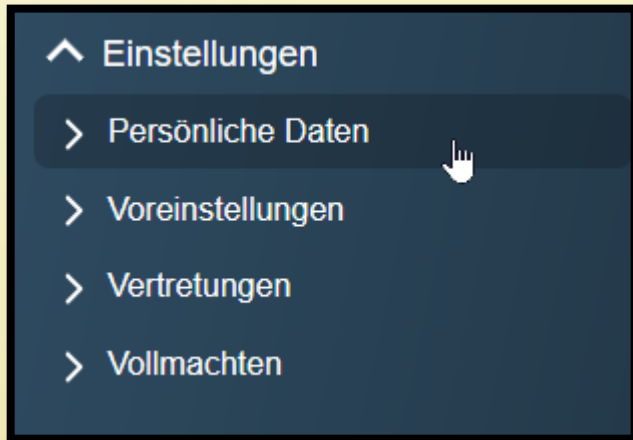 Einstellungen
Persönliche Daten
Voreinstellungen
Vertretungen
Vollmachten